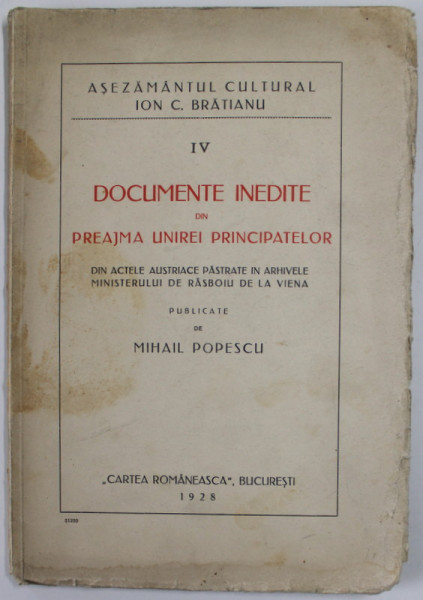 AȘEZĂMÂNTUL CULTURAL
ION C. BRĂTIANU
IV
DOCUMENTE INEDITE
DIN
PREAJMA UNIREI PRINCIPATELOR
DIN ACTELE AUSTRIACE PĂSTRATE IN ARHIVELE
MINISTERULUI DE RĂSBOIU DE LA VIENA
PUBLICATE
DE
MIHAIL POPESCU
„CARTEA ROMÂNEASCA“, BUCUREȘTI
1928